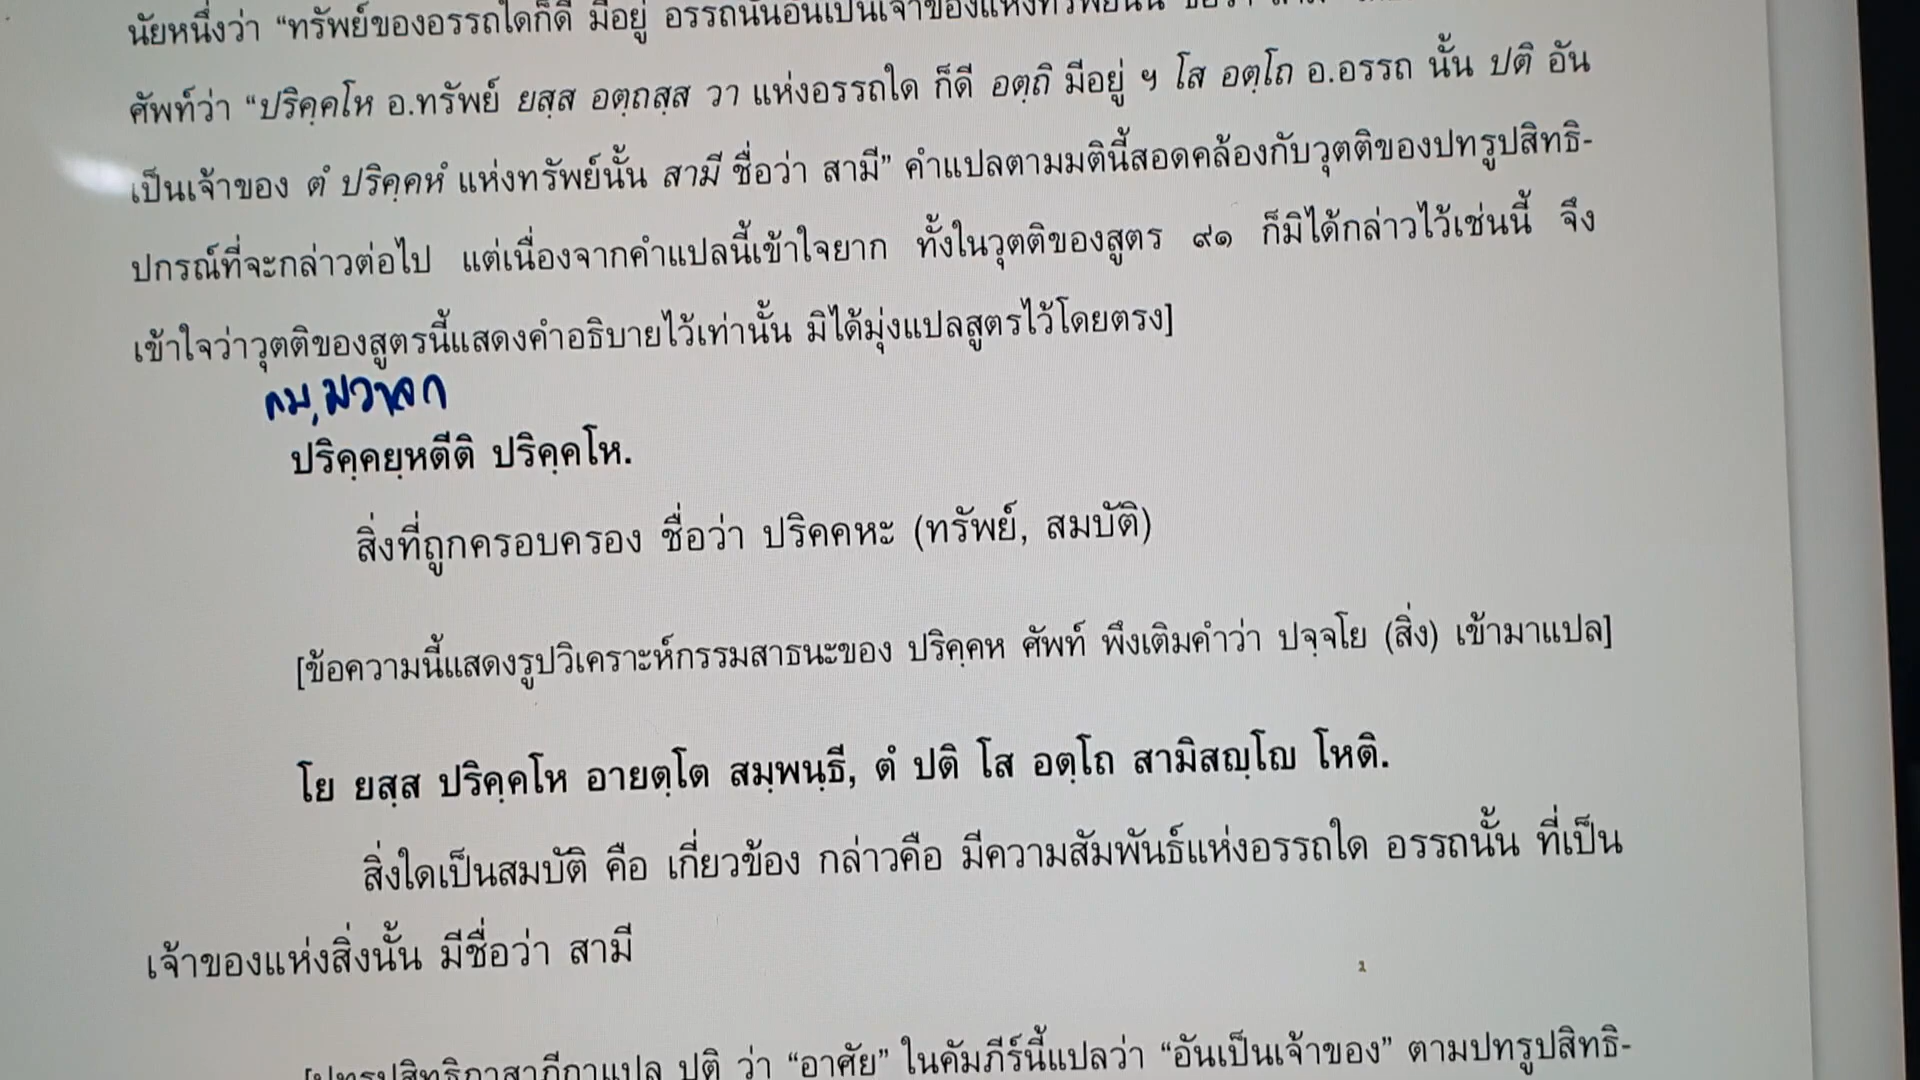 นัยหนึ่งว่า “ทรัพย์ของอรรถใดก็ดี มีอยู่ อรรถนั้นอันเป็นเจ้าของแห่งทรัพย์นั้น ชื่อว่า
ศัพท์ว่า “ปริคฺคโห อ.ทรัพย์ ยสฺส อตฺถสฺส วา แห่งอรรถใด ก็ดี อตฺถิ มีอยู่ ฯ โส อตฺโถ อ.อรรถ นั้น ปติ อัน
เป็นเจ้าของ ตํ ปริคฺคหํ แห่งทรัพย์นั้น สามี ชื่อว่า สามี” คำแปลตามมตินี้สอดคล้องกับวุตติของปทรูปสิทธิ-
ปกรณ์ที่จะกล่าวต่อไป แต่เนื่องจากคำแปลนี้เข้าใจยาก ทั้งในวุตติของสูตร ๙๑ ก็มิได้กล่าวไว้เช่นนี้ จึง
เข้าใจว่าวุตติของสูตรนี้แสดงคำอธิบายไว้เท่านั้น มิได้มุ่งแปลสูตรไว้โดยตรง]
ปริคฺคยฺหตีติ ปริคฺคโห.
สิ่งที่ถูกครอบครอง ชื่อว่า ปริคคหะ (ทรัพย์, สมบัติ)
[ข้อความนี้แสดงรูปวิเคราะห์กรรมสาธนะของ ปริคฺคห ศัพท์ พึงเติมคำว่า ปจฺจโย (สิ่ง) เข้ามาแปล]
โย ยสฺส ปริคฺคโห อายตฺโต สมฺพนฺธี, ตํ ปติ โส อตฺโถ สามิสญฺโญ โหติ.
สิ่งใดเป็นสมบัติ คือ เกี่ยวข้อง กล่าวคือ มีความสัมพันธ์แห่งอรรถใด อรรถนั้น ที่เป็น
เจ้าของแห่งสิ่งนั้น มีชื่อว่า สามี
[ปทรูปสิทธิภาสาฎีกาแปล ปติ ว่า “อาศัย” ในคัมภีร์นี้แปลว่า “อันเป็นเจ้าของ” ตามปทรูปสิทธิ-